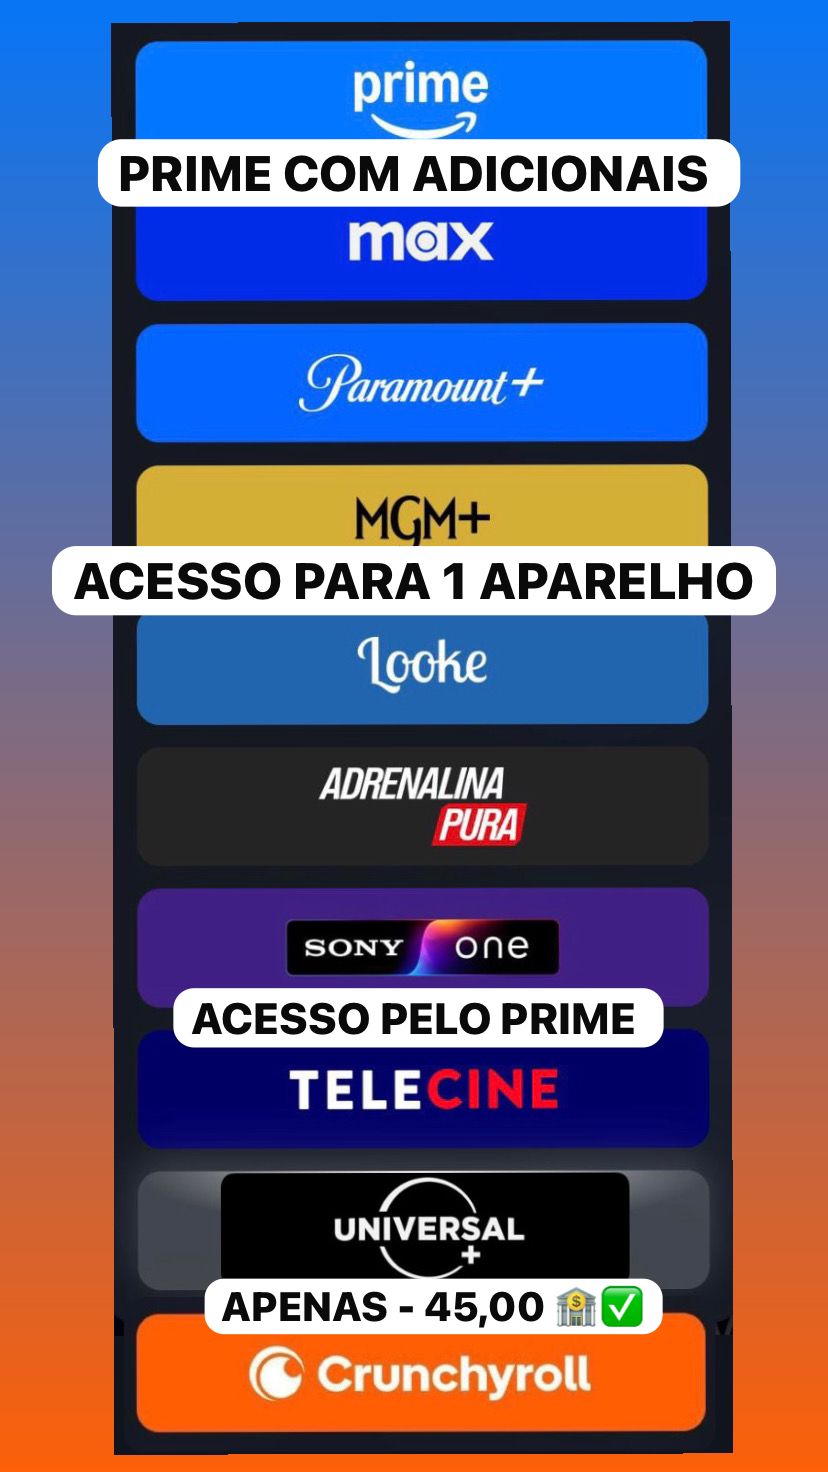 prime
PRIME COM ADICIONAIS
max
Paramount+
MGM+
ACESSO PARA 1 APARELHO
Looke
ADRENALINA
PURA
SONY one
ACESSO PELO PRIME
TELECINE
UNIVERSAL
+
APENAS - 45,00 🏦✅
Crunchyroll